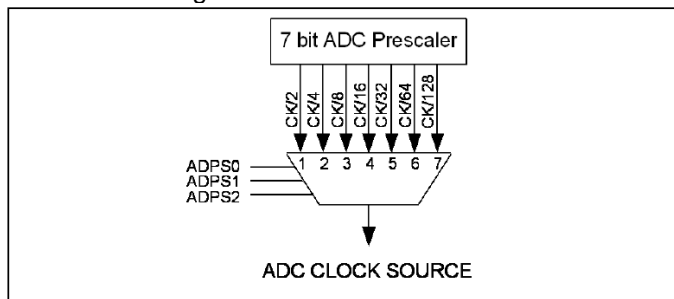 7 bit ADC Prescaler
CK/2
CK/4
CK/8
CK/16
CK/32
CK/64
CK/128
1 2 3 4 5 6 7
ADPS0
ADPS1
ADPS2
ADC CLOCK SOURCE